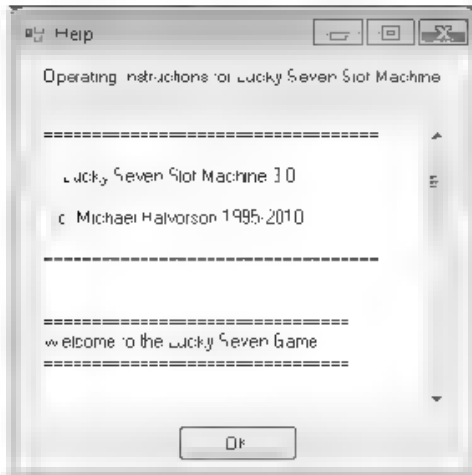 Help
Operating Instructions for Lucky Seven Slot Machine
==================================
Lucky Seven Slot Machine 3.0
(c) Michael Halvorson 1995-2010
==================================
===============================
Welcome to the Lucky Seven Game
===============================
OK